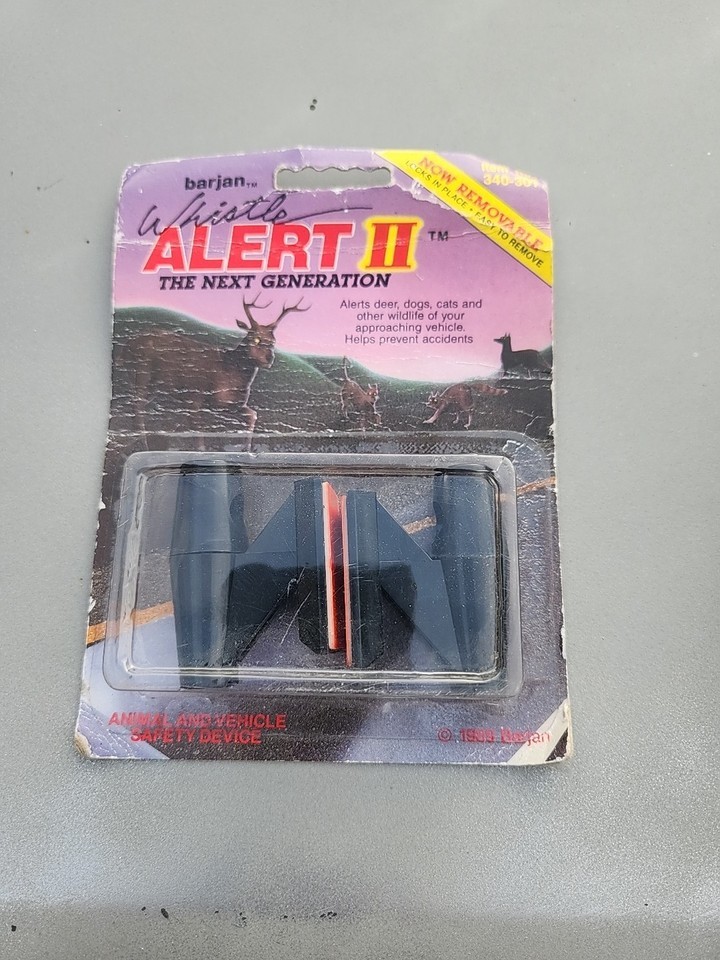 barjan™
Whistle
ALERT II ™
THE NEXT GENERATION
NOW REMOVABLE
LOCKS IN PLACE • EASY TO REMOVE
Alerts deer, dogs, cats and
other wildlife of your
approaching vehicle.
Helps prevent accidents
ANIMAL AND VEHICLE
SAFETY DEVICE
© 1989 Barjan